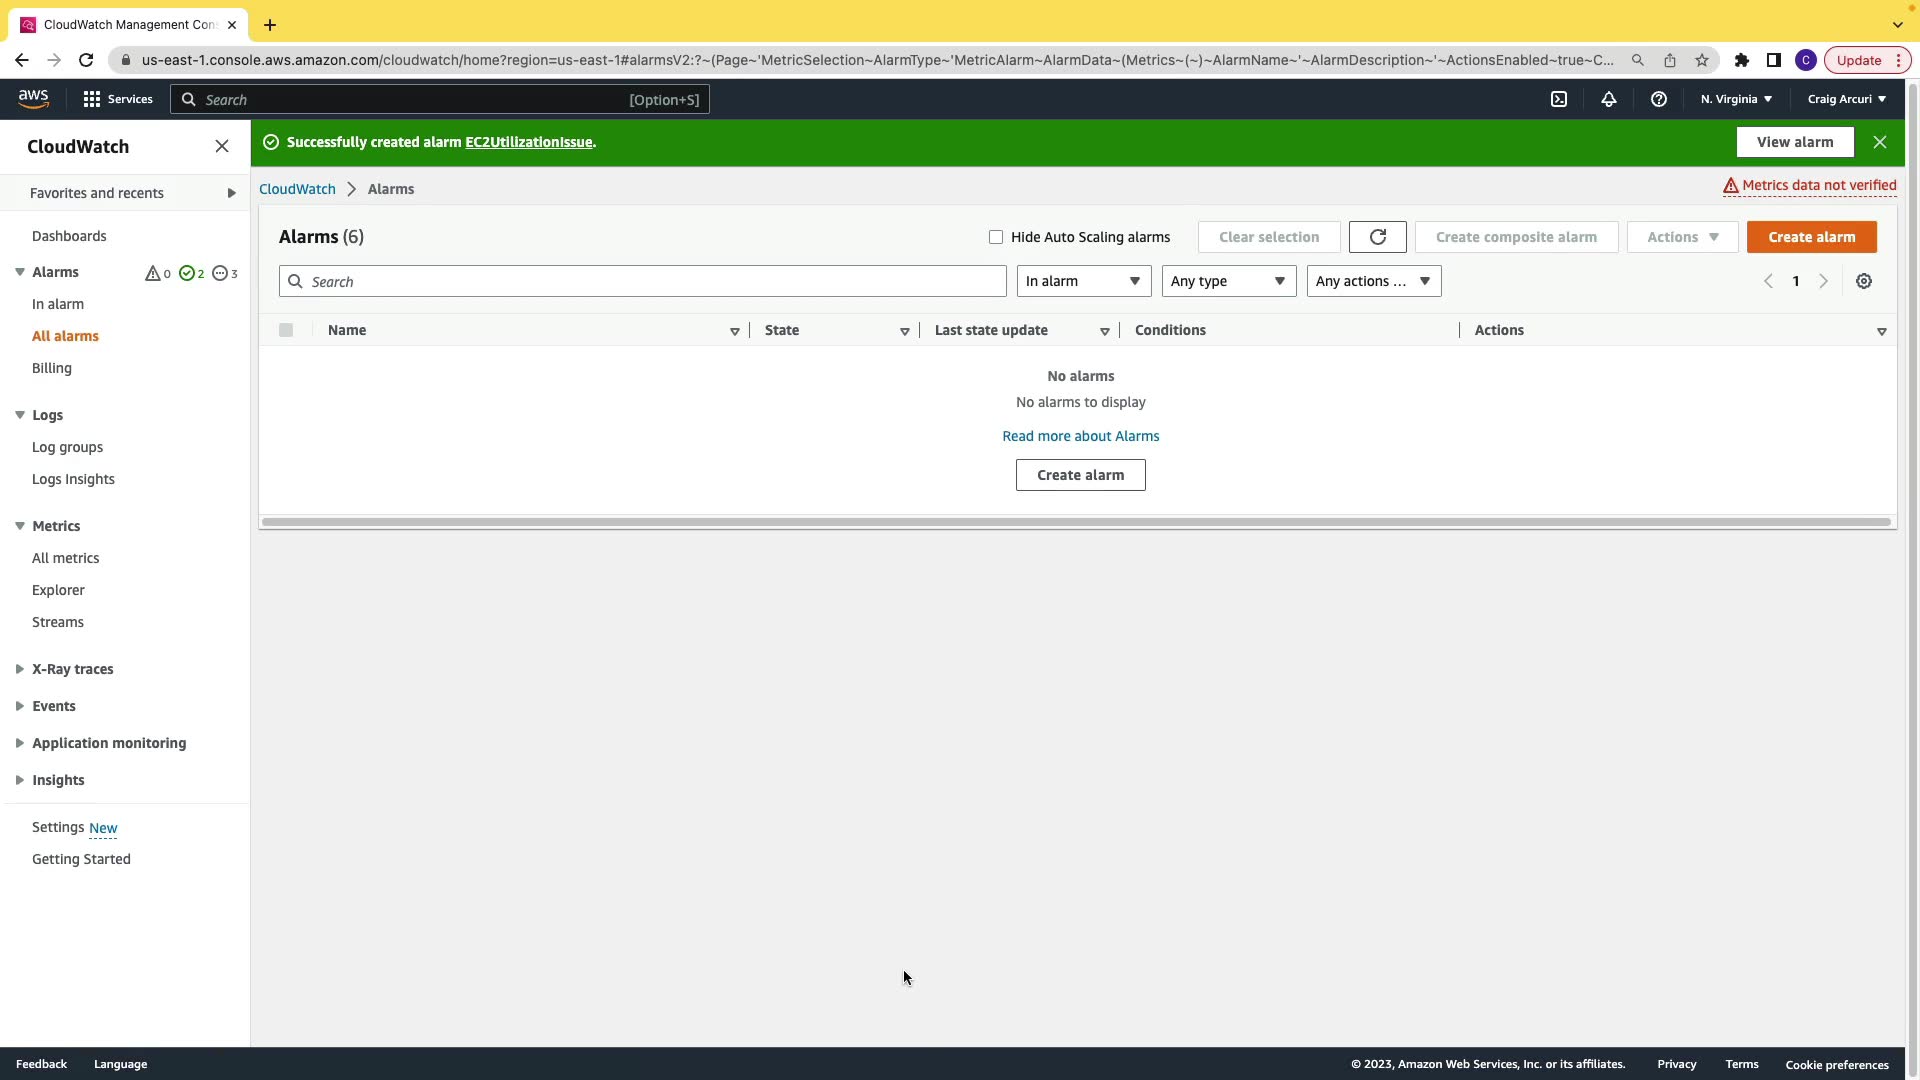 CloudWatch Management Con
us-east-1.console.aws.amazon.com/cloudwatch/home?region=us-east-1#alarmsV2:?~(Page~'MetricSelection~AlarmType~'MetricAlarm~AlarmData~(Metrics~(~)~AlarmName~'~AlarmDescription~'~ActionsEnabled~true~C...
C
Update
aws
Services
Search
[Option+S]
N. Virginia
Craig Arcuri
CloudWatch
Successfully created alarm EC2UtilizationIssue.
View alarm
Favorites and recents
CloudWatch
Alarms
Metrics data not verified
Dashboards
Alarms (6)
Hide Auto Scaling alarms
Clear selection
Create composite alarm
Actions
Create alarm
Alarms
0
2
3
Search
In alarm
Any type
Any actions ...
1
In alarm
All alarms
Billing
Name
State
Last state update
Conditions
Actions
No alarms
No alarms to display
Read more about Alarms
Create alarm
Logs
Log groups
Logs Insights
Metrics
All metrics
Explorer
Streams
X-Ray traces
Events
Application monitoring
Insights
Settings New
Getting Started
Feedback
Language
© 2023, Amazon Web Services, Inc. or its affiliates.
Privacy
Terms
Cookie preferences